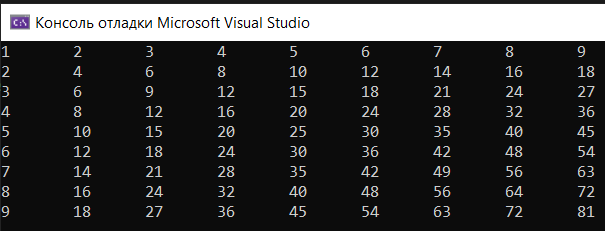 C:\ Консоль отладки Microsoft Visual Studio
1 2 3 4 5 6 7 8 9
2 4 6 8 10 12 14 16 18
3 6 9 12 15 18 21 24 27
4 8 12 16 20 24 28 32 36
5 10 15 20 25 30 35 40 45
6 12 18 24 30 36 42 48 54
7 14 21 28 35 42 49 56 63
8 16 24 32 40 48 56 64 72
9 18 27 36 45 54 63 72 81